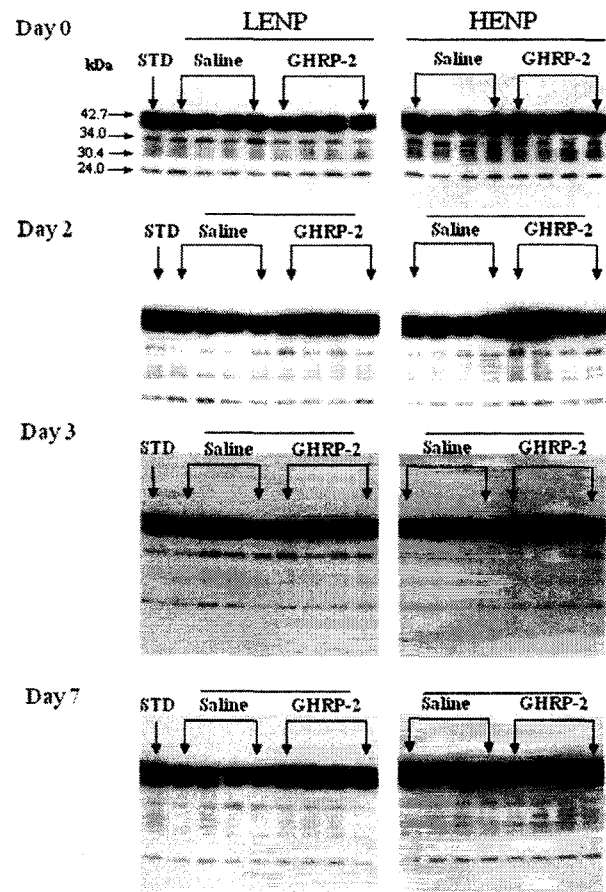 LENP HENP
Day 0
STD Saline GHRP-2 Saline GHRP-2
kDa
42.7
34.0
30.4
24.0
Day 2
STD Saline GHRP-2 Saline GHRP-2
Day 3
STD Saline GHRP-2 Saline GHRP-2
Day 7
STD Saline GHRP-2 Saline GHRP-2